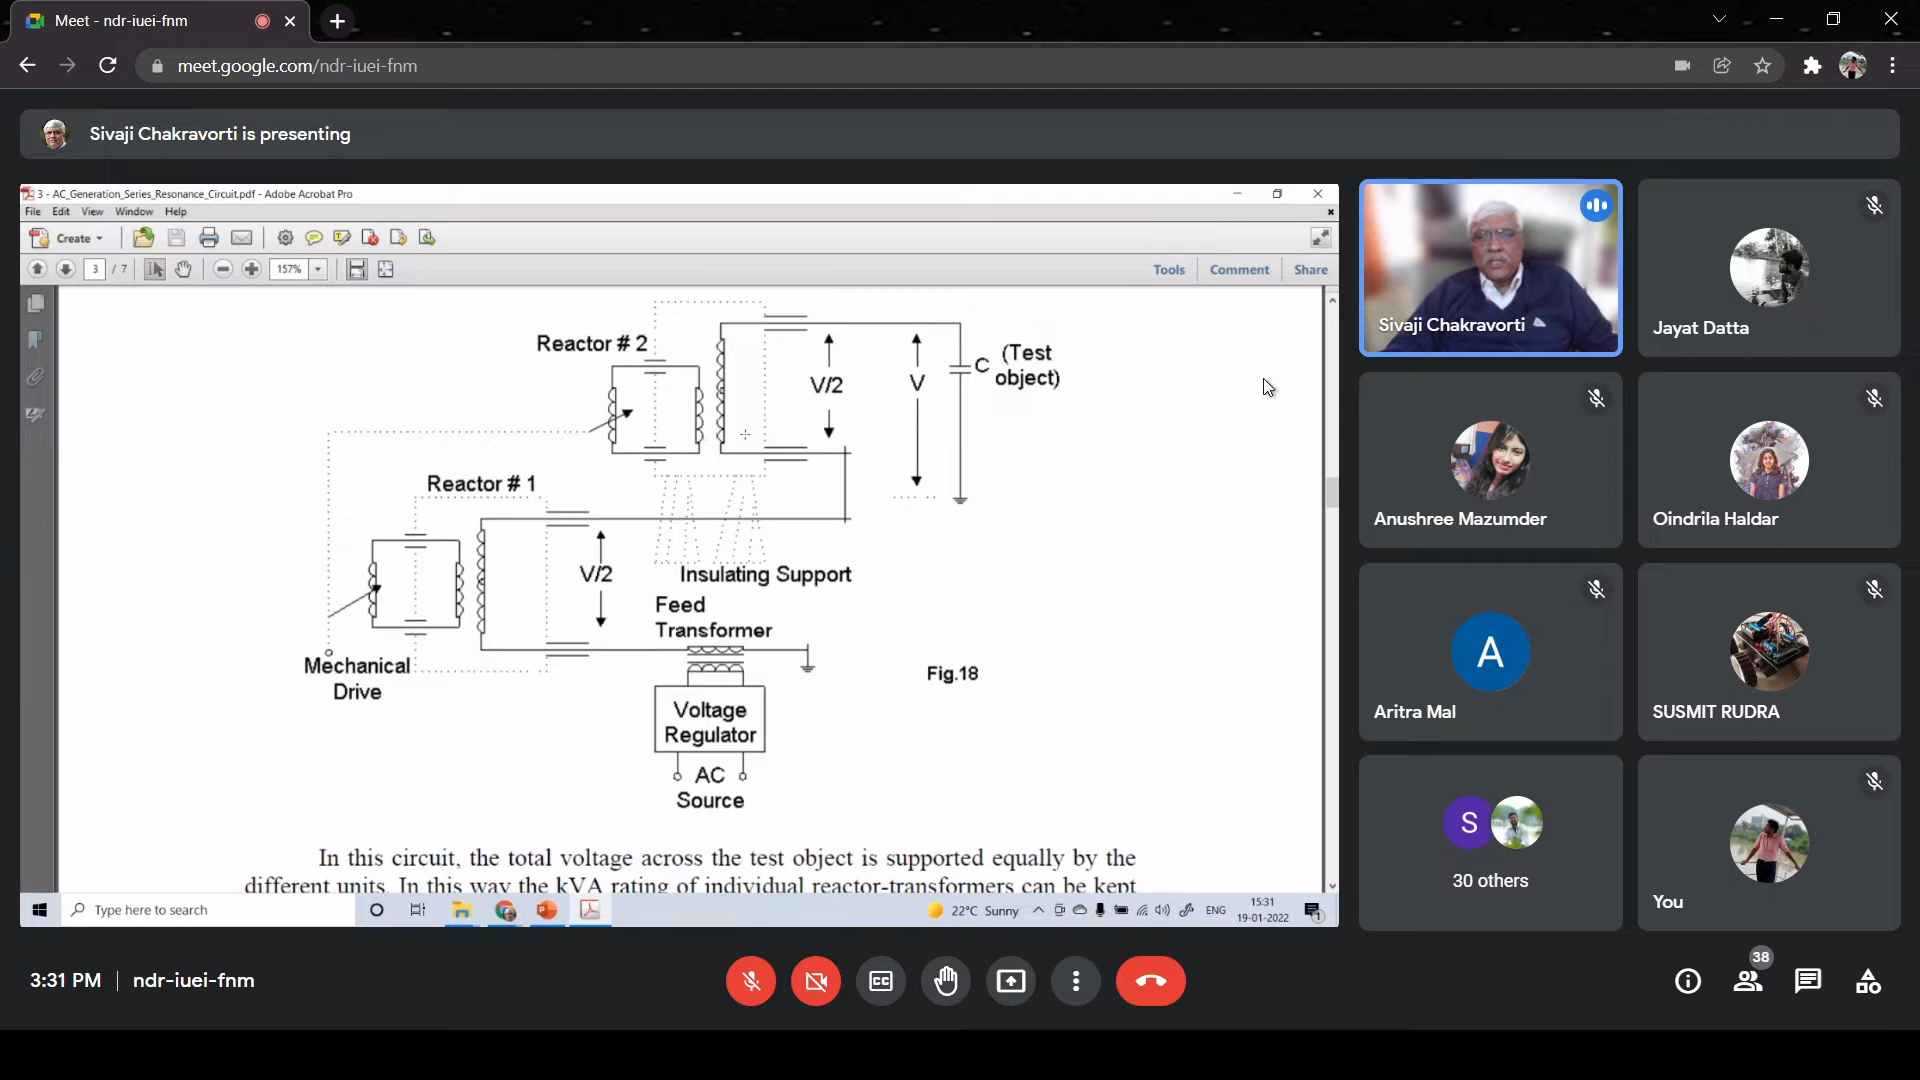 Meet - ndr-iuei-fnm
meet.google.com/ndr-iuei-fnm
Sivaji Chakravorti is presenting
3 - AC_Generation_Series_Resonance_Circuit.pdf - Adobe Acrobat Pro
File Edit View Window Help
Create
3 / 7 157% Tools Comment Share
Reactor # 2
V/2
V
C (Test
object)
Reactor # 1
V/2
Insulating Support
Feed
Transformer
Mechanical
Drive
Fig.18
Voltage
Regulator
AC
Source
In this circuit, the total voltage across the test object is supported equally by the
different units. In this way the kVA rating of individual reactor-transformers can be kept
Type here to search
22°C Sunny
ENG
15:31
19-01-2022
1
Sivaji Chakravorti
Jayat Datta
Anushree Mazumder
Oindrila Haldar
A
Aritra Mal
SUSMIT RUDRA
S
30 others
You
3:31 PM | ndr-iuei-fnm
CC
38